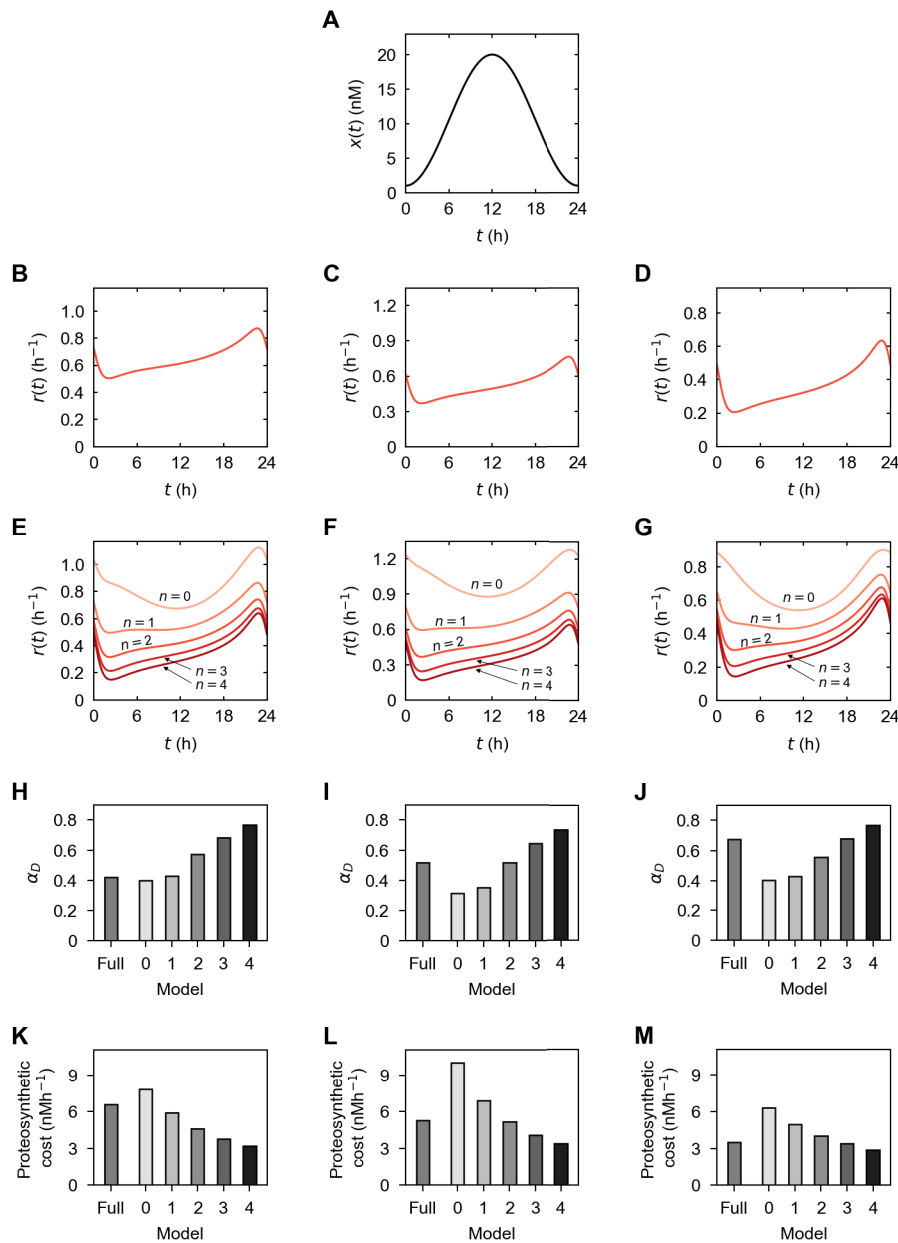 A
x(t) (nM)
20
15
10
5
0
0 6 12 18 24
t (h)
B
r(t) (h⁻¹)
1.0
0.8
0.6
0.4
0.2
0
0 6 12 18 24
t (h)
C
r(t) (h⁻¹)
1.2
0.9
0.6
0.3
0
0 6 12 18 24
t (h)
D
r(t) (h⁻¹)
0.8
0.6
0.4
0.2
0
0 6 12 18 24
t (h)
E
r(t) (h⁻¹)
1.0
0.8
0.6
0.4
0.2
0
n = 0
n = 1
n = 2
n = 3
n = 4
0 6 12 18 24
t (h)
F
r(t) (h⁻¹)
1.2
0.9
0.6
0.3
0
n = 0
n = 1
n = 2
n = 3
n = 4
0 6 12 18 24
t (h)
G
r(t) (h⁻¹)
0.8
0.6
0.4
0.2
0
n = 0
n = 1
n = 2
n = 3
n = 4
0 6 12 18 24
t (h)
H
α_D
0.8
0.6
0.4
0.2
0
Full 0 1 2 3 4
Model
I
α_D
0.8
0.6
0.4
0.2
0
Full 0 1 2 3 4
Model
J
α_D
0.8
0.6
0.4
0.2
0
Full 0 1 2 3 4
Model
K
Proteosynthetic
cost (nMh⁻¹)
9
6
3
0
Full 0 1 2 3 4
Model
L
Proteosynthetic
cost (nMh⁻¹)
9
6
3
0
Full 0 1 2 3 4
Model
M
Proteosynthetic
cost (nMh⁻¹)
9
6
3
0
Full 0 1 2 3 4
Model